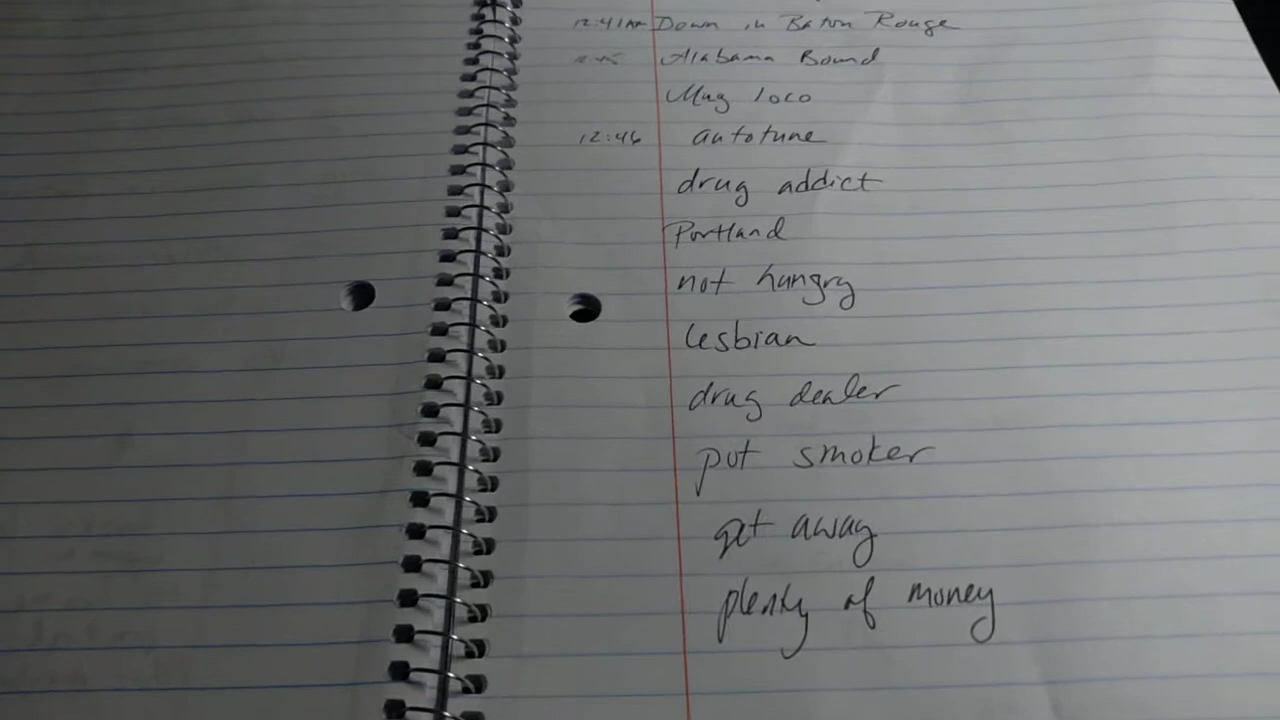 12:41AM Down in Baton Rouge
Alabama Bound
Mug loco
12:46 autotune
drug addict
Portland
not hungry
lesbian
drug dealer
pot smoker
get away
plenty of money